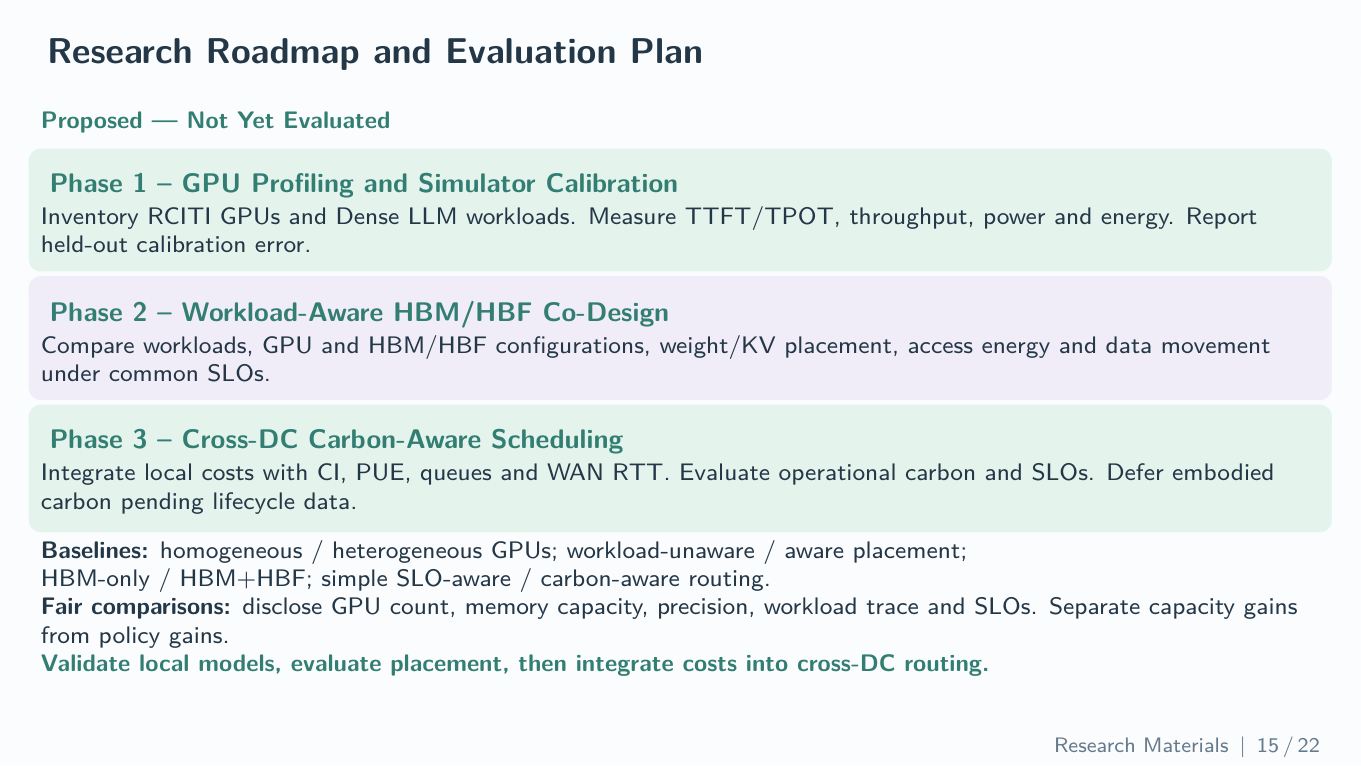 Research Roadmap and Evaluation Plan
Proposed — Not Yet Evaluated
Phase 1 – GPU Profiling and Simulator Calibration
Inventory RCITI GPUs and Dense LLM workloads. Measure TTFT/TPOT, throughput, power and energy. Report
held-out calibration error.
Phase 2 – Workload-Aware HBM/HBF Co-Design
Compare workloads, GPU and HBM/HBF configurations, weight/KV placement, access energy and data movement
under common SLOs.
Phase 3 – Cross-DC Carbon-Aware Scheduling
Integrate local costs with CI, PUE, queues and WAN RTT. Evaluate operational carbon and SLOs. Defer embodied
carbon pending lifecycle data.
Baselines: homogeneous / heterogeneous GPUs; workload-unaware / aware placement;
HBM-only / HBM+HBF; simple SLO-aware / carbon-aware routing.
Fair comparisons: disclose GPU count, memory capacity, precision, workload trace and SLOs. Separate capacity gains
from policy gains.
Validate local models, evaluate placement, then integrate costs into cross-DC routing.
Research Materials | 15 / 22